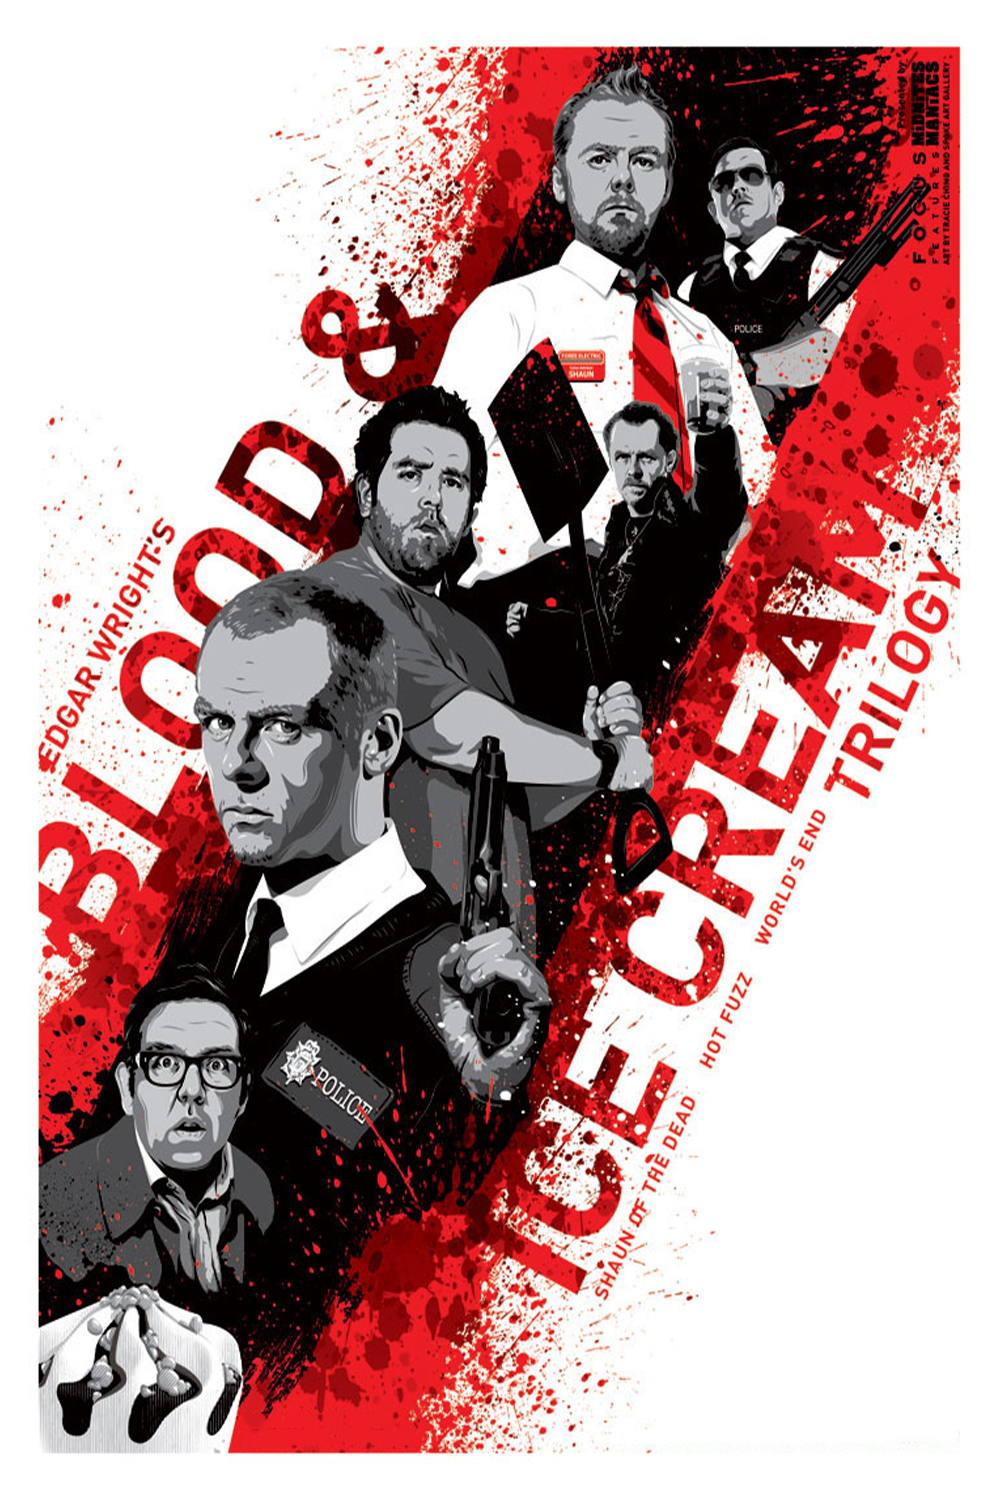 EDGAR WRIGHT'S
BLOOD &
ICE CREAM
TRILOGY
SHAUN OF THE DEAD HOT FUZZ WORLD'S END
Presented by
MiDNiTES
MANiACS
FOCUS
FEATURES
ART BY TRACIE CHING AND SPOKE ART GALLERY
POLICE
FOREE ELECTRIC
SHAUN
POLICE